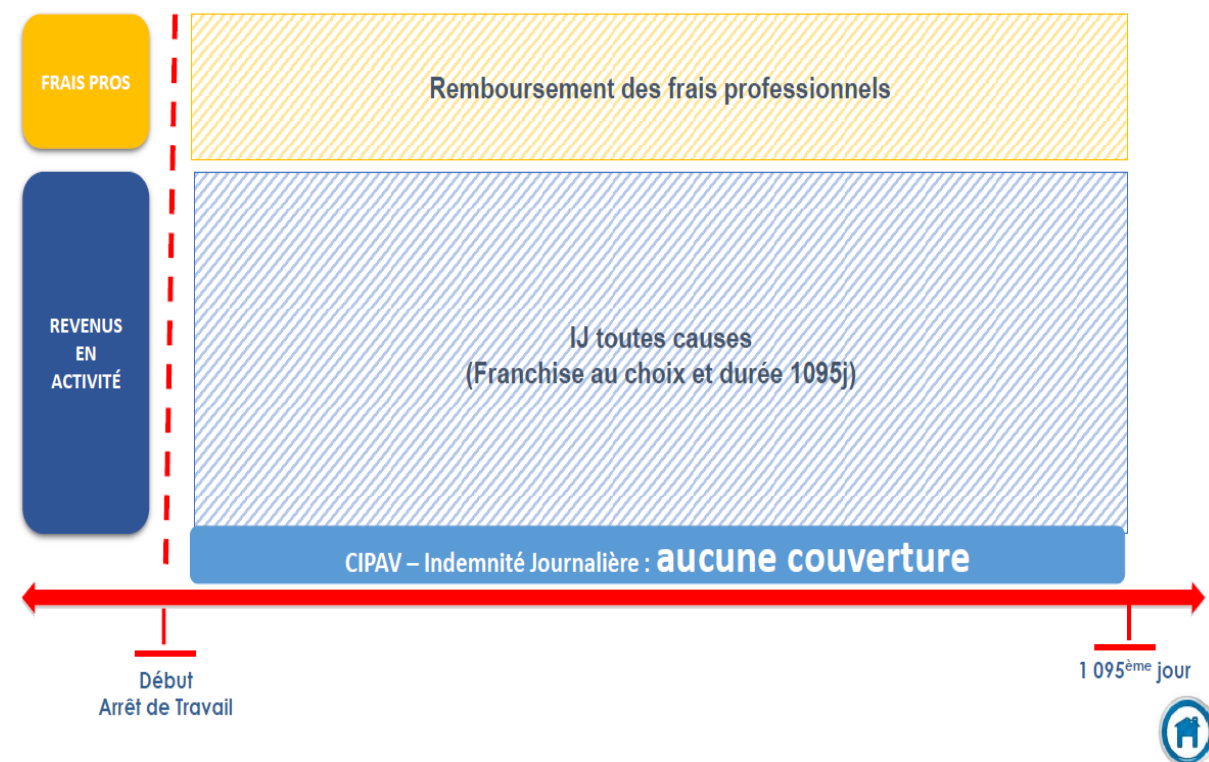 FRAIS PROS
Remboursement des frais professionnels
REVENUS
EN
ACTIVITÉ
IJ toutes causes
(Franchise au choix et durée 1095j)
CIPAV – Indemnité Journalière : aucune couverture
Début
Arrêt de Travail
1 095ème jour